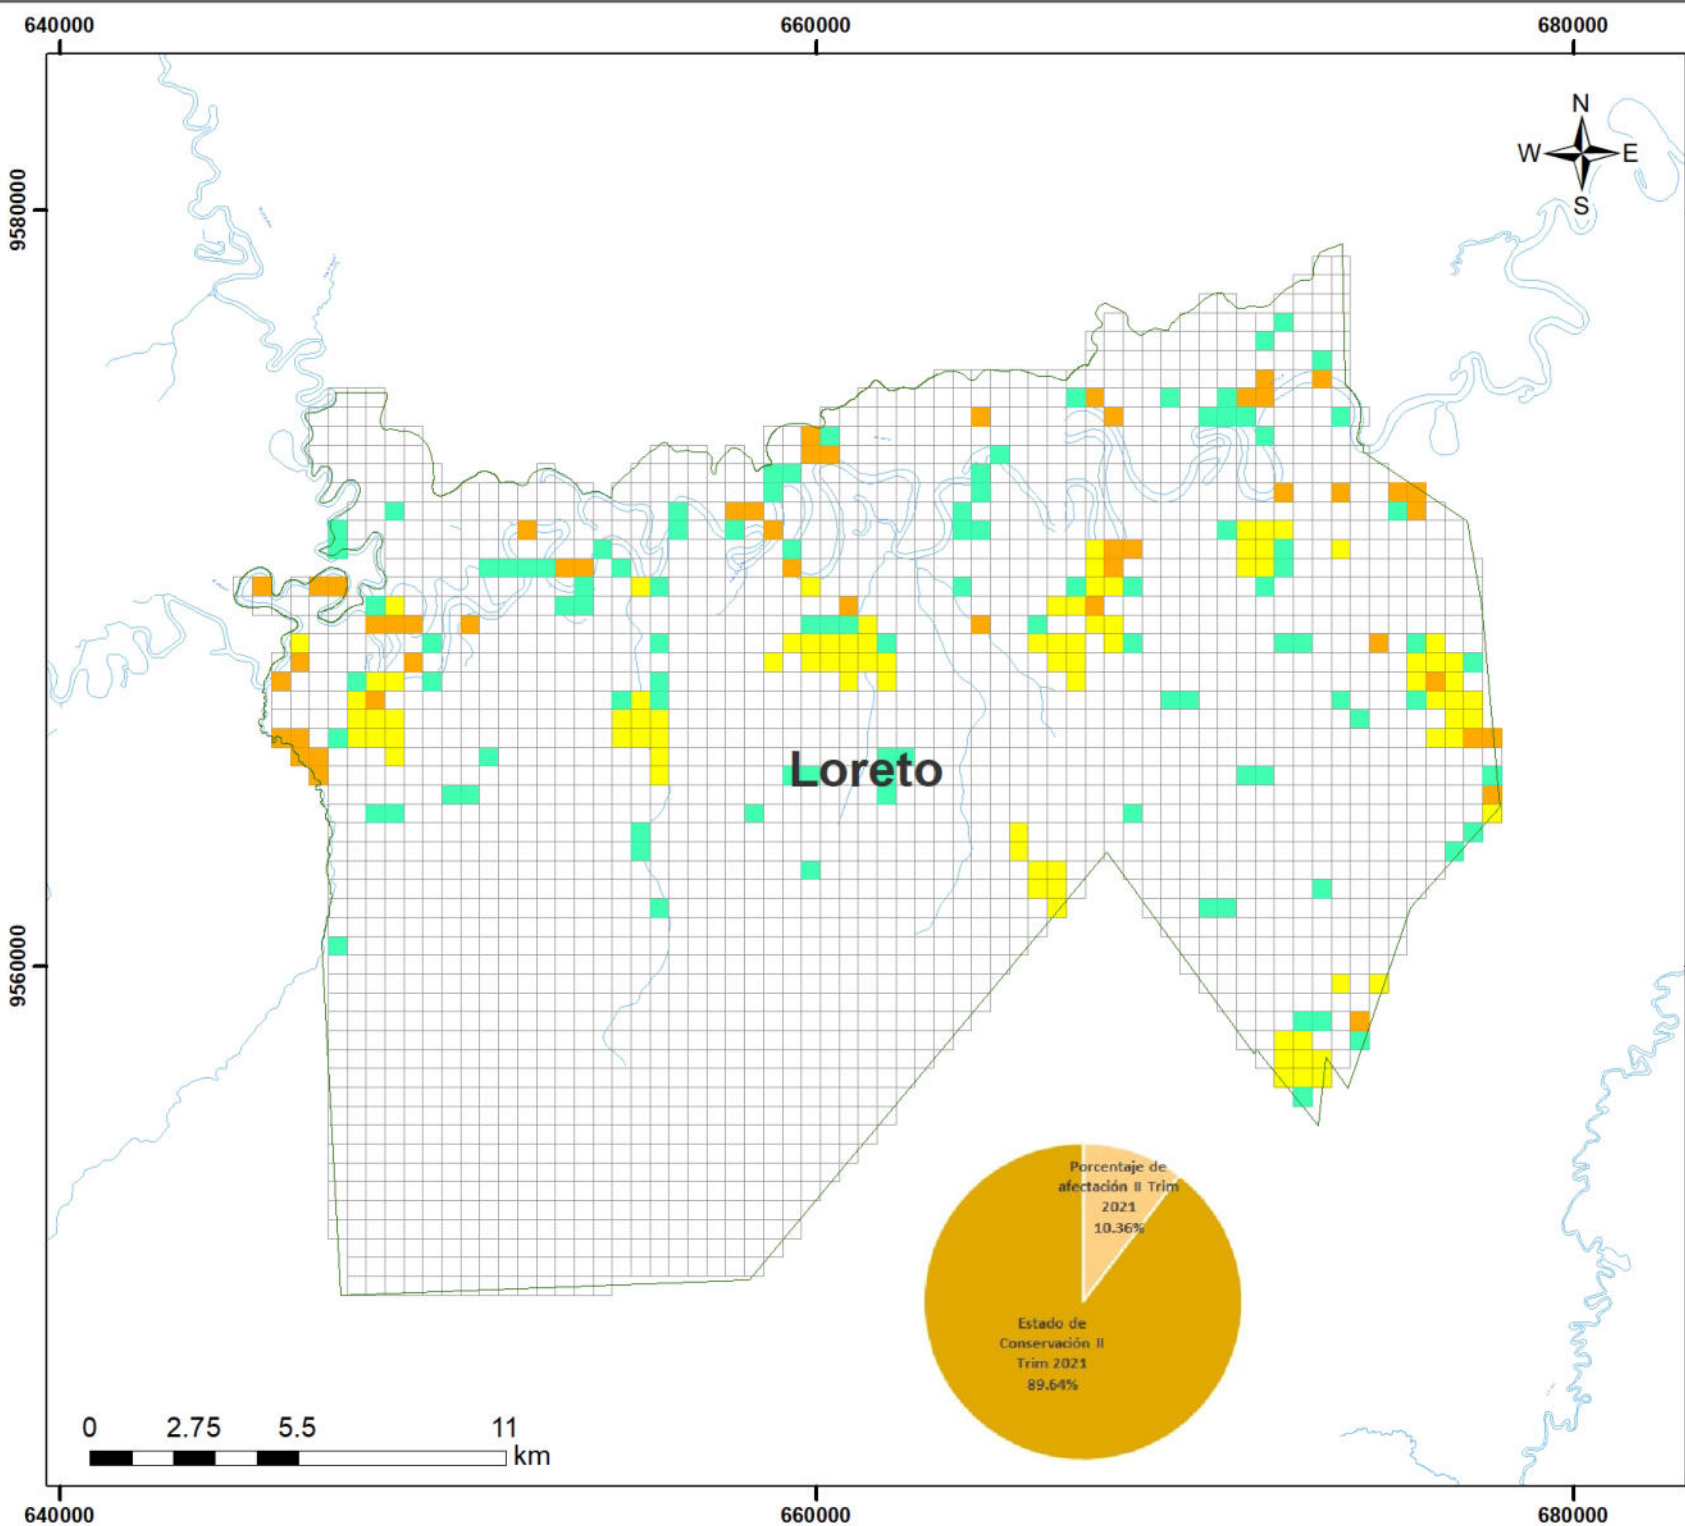 640000 660000 680000
N
W E
S
9580000
Loreto
9560000
Porcentaje de
afectación II Trim
2021
10.36%
Estado de
Conservación II
Trim 2021
89.64%
0 2.75 5.5 11
km
640000 660000 680000